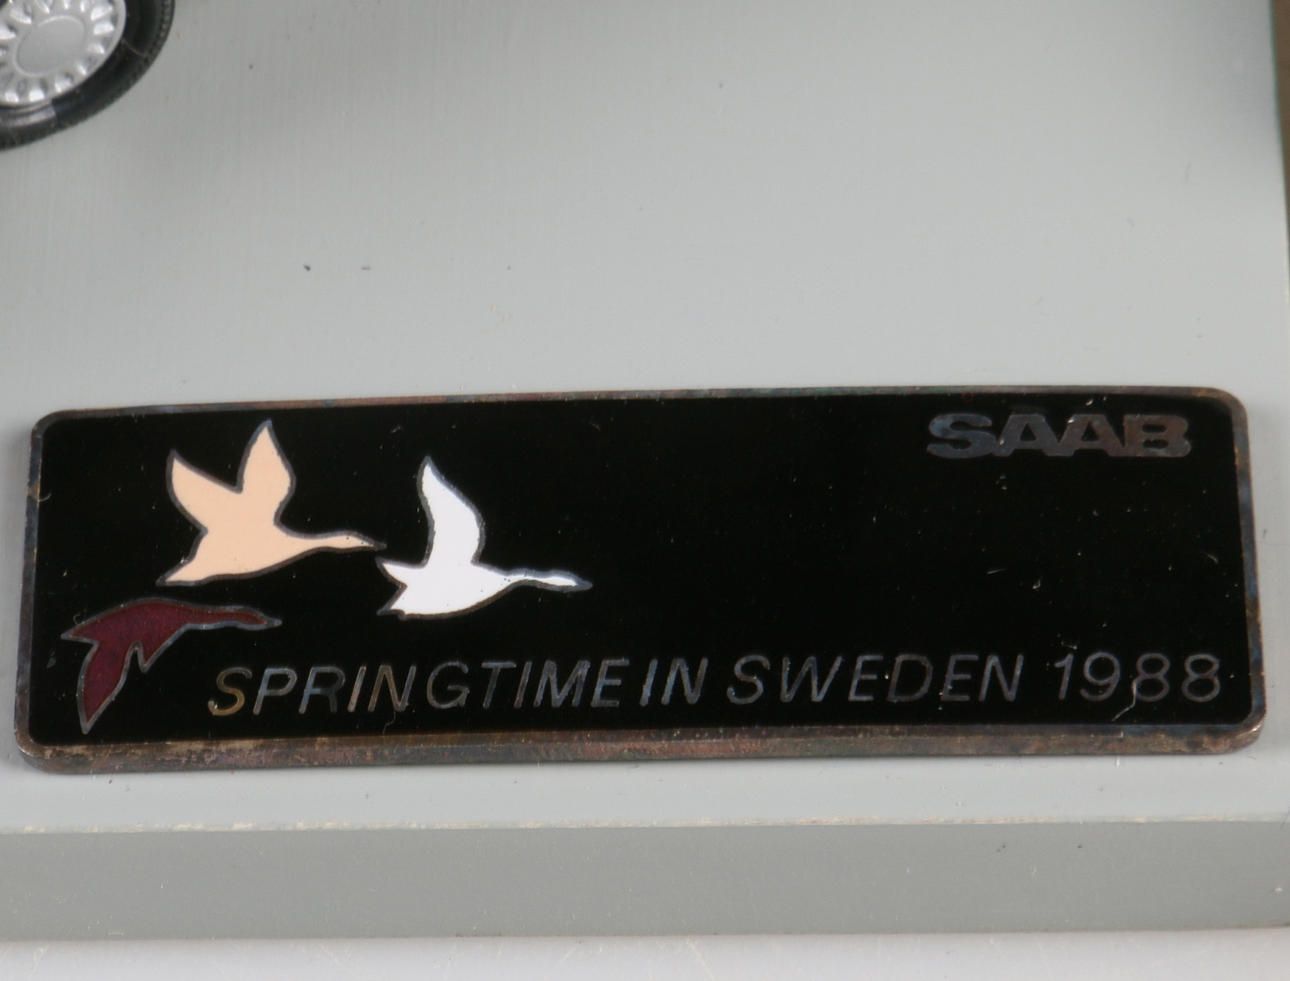 SAAB
SPRINGTIME IN SWEDEN 1988